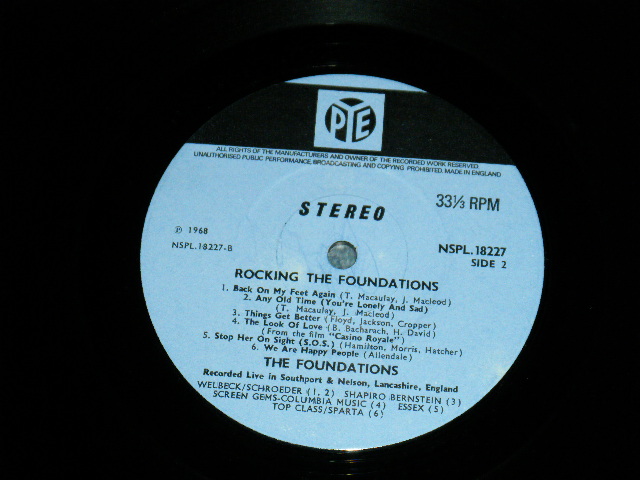 PYE
ALL RIGHTS OF THE MANUFACTURERS AND OWNER OF THE RECORDED WORK RESERVED.
UNAUTHORISED PUBLIC PERFORMANCE, BROADCASTING AND COPYING PROHIBITED. MADE IN ENGLAND
STEREO
33⅓ RPM
℗ 1968
NSPL.18227-B
NSPL.18227
SIDE 2
ROCKING THE FOUNDATIONS
1. Back On My Feet Again (T. Macaulay, J. Macleod)
2. Any Old Time (You're Lonely And Sad)
(T. Macaulay, J. Macleod)
3. Things Get Better (Floyd, Jackson, Cropper)
4. The Look Of Love (B. Bacharach, H. David)
(From the film "Casino Royale")
5. Stop Her On Sight (S.O.S.) (Hamilton, Morris, Hatcher)
6. We Are Happy People (Allendale)
THE FOUNDATIONS
Recorded Live in Southport & Nelson, Lancashire, England
WELBECK/SCHROEDER (1, 2) SHAPIRO BERNSTEIN (3)
SCREEN GEMS-COLUMBIA MUSIC (4) ESSEX (5)
TOP CLASS/SPARTA (6)